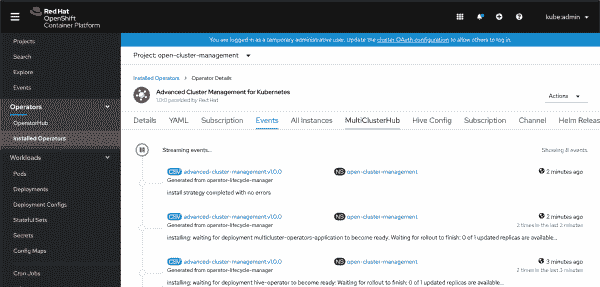 Red Hat
OpenShift
Container Platform
kube:admin
Projects
Search
Explore
Events
Operators
OperatorHub
Installed Operators
Workloads
Pods
Deployments
Deployment Configs
Stateful Sets
Secrets
Config Maps
Cron Jobs
You are logged in as a temporary administrative user. Update the cluster OAuth configuration to allow others to log in.
Project: open-cluster-management
Installed Operators > Operator Details
Advanced Cluster Management for Kubernetes
1.0.0 provided by Red Hat
Actions
Details YAML Subscription Events All Instances MultiClusterHub Hive Config Subscription Channel Helm Releas
Streaming events... Showing 8 events
CSV advanced-cluster-management.v1.0.0 NS open-cluster-management 2 minutes ago
Generated from operator-lifecycle-manager
install strategy completed with no errors
CSV advanced-cluster-management.v1.0.0 NS open-cluster-management 2 minutes ago
Generated from operator-lifecycle-manager 2 times in the last 2 minutes
installing: waiting for deployment multicluster-operators-application to become ready: Waiting for rollout to finish: 0 of 1 updated replicas are available...
CSV advanced-cluster-management.v1.0.0 NS open-cluster-management 3 minutes ago
Generated from operator-lifecycle-manager 2 times in the last 3 minutes
installing: waiting for deployment hive-operator to become ready: Waiting for rollout to finish: 0 of 1 updated replicas are available...